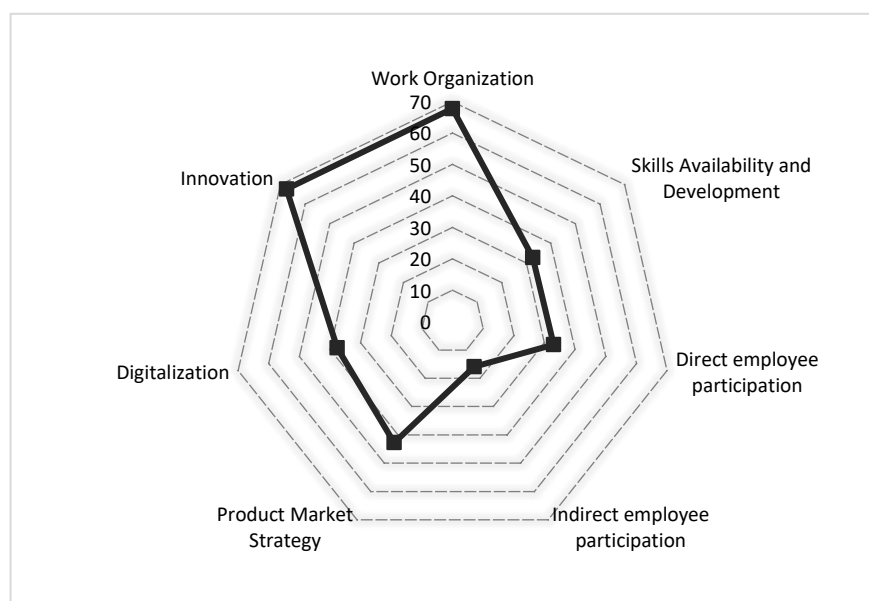 Work Organization
70
60
50
40
30
20
10
0
Skills Availability and
Development
Direct employee
participation
Indirect employee
participation
Product Market
Strategy
Digitalization
Innovation